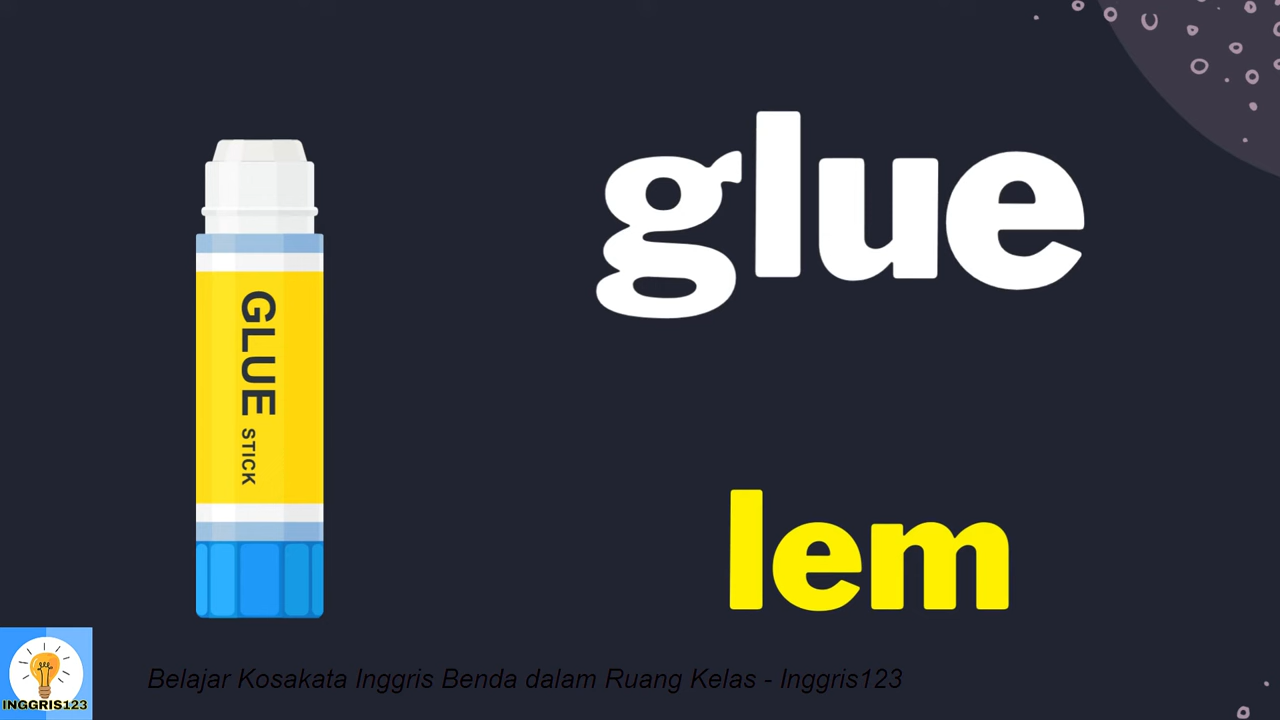 glue
GLUE STICK
lem
Belajar Kosakata Inggris Benda dalam Ruang Kelas - Inggris123
INGGRIS123